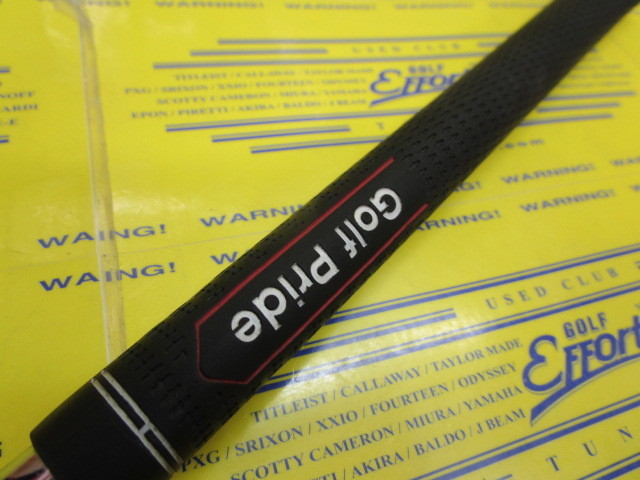 USED CLUB
TITLEIST / CALLAWAY / TAYLOR MADE
PXG / SRIXON / XXIO / FOURTEEN / ODYSSEY
SCOTTY CAMERON / MIURA / YAMAHA
EPON / PIRETTI / AKIRA / BALDO / J BEAM
GOLF
Effort
WAING! WARNING! WARNING!
WARNING! WARNING! WAING!
Golf Pride
USED CLUB
TITLEIST / CALLAWAY / TAYLOR MADE
PXG / SRIXON / XXIO / FOURTEEN / ODYSSEY
SCOTTY CAMERON / MIURA / YAMAHA
PIRETTI / AKIRA / BALDO / J BEAM
GOLF
Effort
TUN